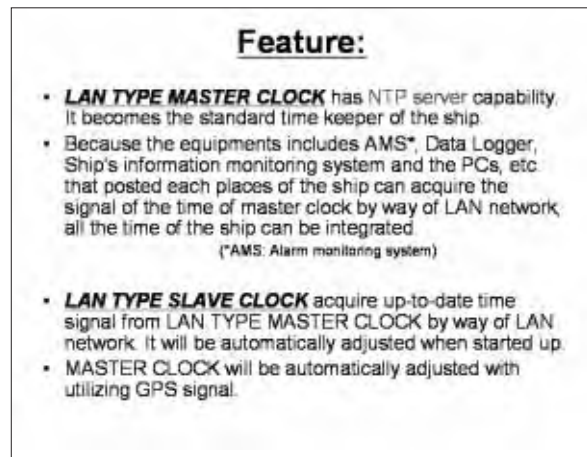 Feature:
• LAN TYPE MASTER CLOCK has NTP server capability.
It becomes the standard time keeper of the ship.
• Because the equipments includes AMS*, Data Logger,
Ship's information monitoring system and the PCs, etc
that posted each places of the ship can acquire the
signal of the time of master clock by way of LAN network,
all the time of the ship can be integrated.
(*AMS: Alarm monitoring system)
• LAN TYPE SLAVE CLOCK acquire up-to-date time
signal from LAN TYPE MASTER CLOCK by way of LAN
network. It will be automatically adjusted when started up.
• MASTER CLOCK will be automatically adjusted with
utilizing GPS signal.